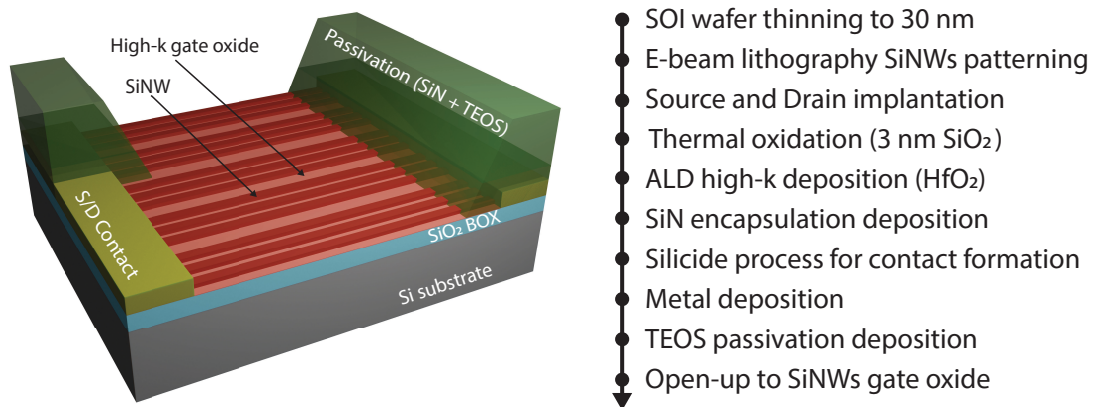 High-k gate oxide
SiNW
Passivation (SiN + TEOS)
S/D Contact
SiO₂ BOX
Si substrate
SOI wafer thinning to 30 nm
E-beam lithography SiNWs patterning
Source and Drain implantation
Thermal oxidation (3 nm SiO₂)
ALD high-k deposition (HfO₂)
SiN encapsulation deposition
Silicide process for contact formation
Metal deposition
TEOS passivation deposition
Open-up to SiNWs gate oxide